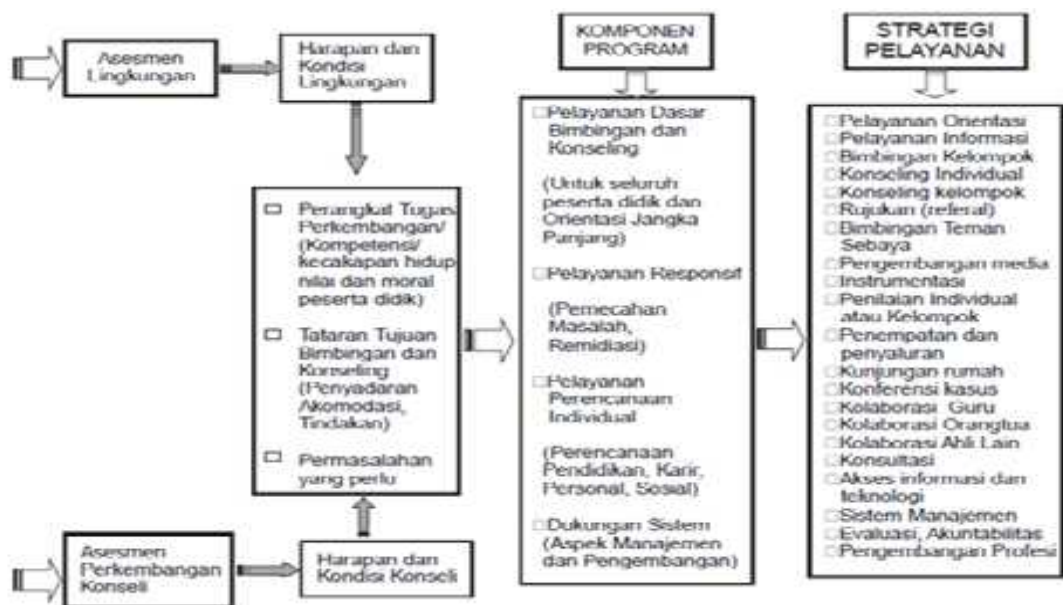 Asesmen
Lingkungan
Harapan dan
Kondisi
Lingkungan
□ Perangkat Tugas
Perkembangan/
(Kompetensi/
kecakapan hidup
nilai dan moral
peserta didik)
□ Tataran Tujuan
Bimbingan dan
Konseling
(Penyadaran
Akomodasi,
Tindakan)
□ Permasalahan
yang perlu
Asesmen
Perkembangan
Konseli
Harapan dan
Kondisi Konseli
KOMPONEN
PROGRAM
□Pelayanan Dasar
Bimbingan dan
Konseling
(Untuk seluruh
peserta didik dan
Orientasi Jangka
Panjang)
□Pelayanan Responsif
(Pemecahan
Masalah,
Remidiasi)
□Pelayanan
Perencanaan
Individual
(Perencanaan
Pendidikan, Karir,
Personal, Sosial)
□Dukungan Sistem
(Aspek Manajemen
dan Pengembangan)
STRATEGI
PELAYANAN
□Pelayanan Orientasi
□Pelayanan Informasi
□Bimbingan Kelompok
□Konseling Individual
□Konseling kelompok
□Rujukan (referal)
□Bimbingan Teman
Sebaya
□Pengembangan media
□Instrumentasi
□Penilaian Individual
atau Kelompok
□Penempatan dan
penyaluran
□Kunjungan rumah
□Konferensi kasus
□Kolaborasi Guru
□Kolaborasi Orangtua
□Kolaborasi Ahli Lain
□Konsultasi
□Akses informasi dan
teknologi
□Sistem Manajemen
□Evaluasi, Akuntabilitas
□Pengembangan Profesi